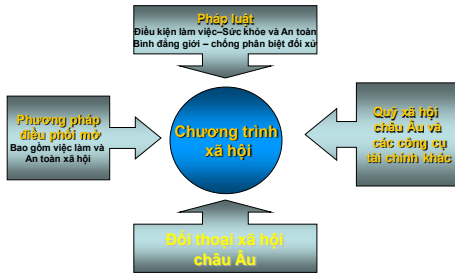 Pháp luật
Điều kiện làm việc–Sức khỏe và An toàn
Bình đẳng giới – chống phân biệt đối xử
Phương pháp
điều phối mở
Bao gồm việc làm và
An toàn xã hội
Chương trình
xã hội
Quỹ xã hội
châu Âu và
các công cụ
tài chính khác
Đối thoại xã hội
châu Âu